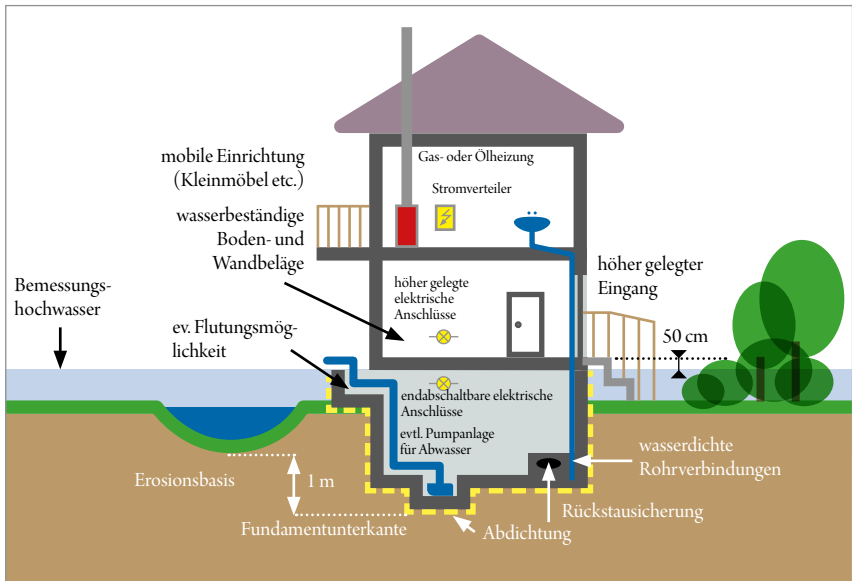 Gas- oder Ölheizung
mobile Einrichtung
(Kleinmöbel etc.)
Stromverteiler
wasserbeständige
Boden- und
Wandbeläge
höher gelegter
Eingang
Bemessungs-
hochwasser
höher gelegte
elektrische
Anschlüsse
ev. Flutungsmög-
lichkeit
50 cm
endabschaltbare elektrische
Anschlüsse
evtl. Pumpanlage
für Abwasser
wasserdichte
Rohrverbindungen
Erosionsbasis
1 m
Rückstausicherung
Fundamentunterkante
Abdichtung